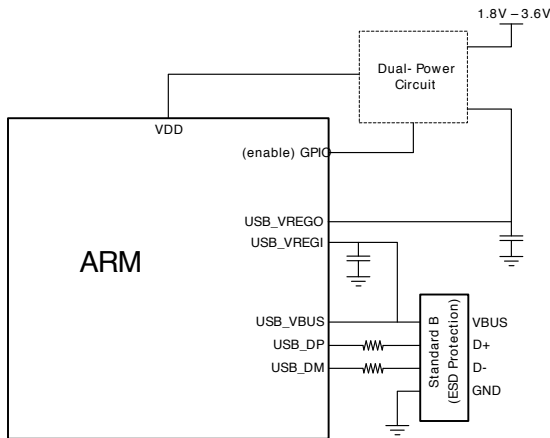 1.8V – 3.6V
Dual- Power
Circuit
VDD
(enable) GPIO
USB_VREGO
USB_VREGI
ARM
USB_VBUS
USB_DP
USB_DM
Standard B
(ESD Protection)
VBUS
D+
D-
GND